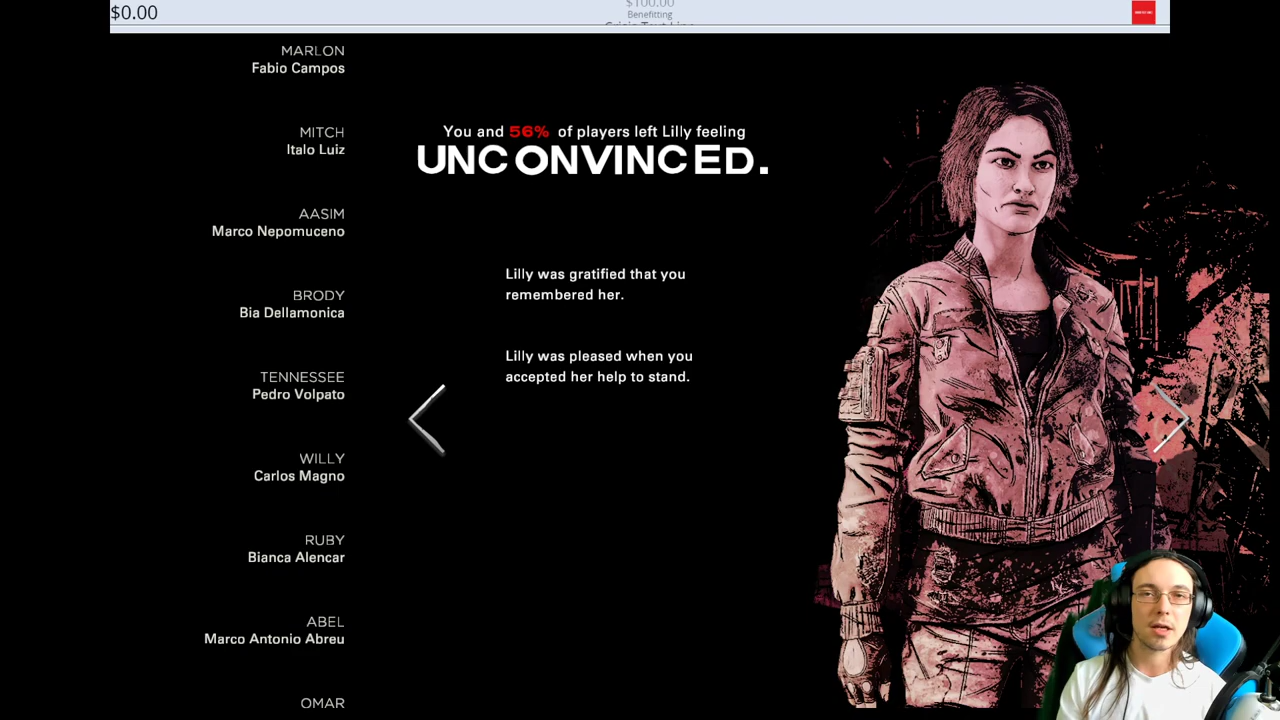 $0.00
$100.00
Benefitting
Crisis Text Line
MARLON
Fabio Campos
MITCH
Italo Luiz
AASIM
Marco Nepomuceno
BRODY
Bia Dellamonica
TENNESSEE
Pedro Volpato
WILLY
Carlos Magno
RUBY
Bianca Alencar
ABEL
Marco Antonio Abreu
OMAR
You and 56% of players left Lilly feeling
UNCONVINCED.
Lilly was gratified that you
remembered her.
Lilly was pleased when you
accepted her help to stand.